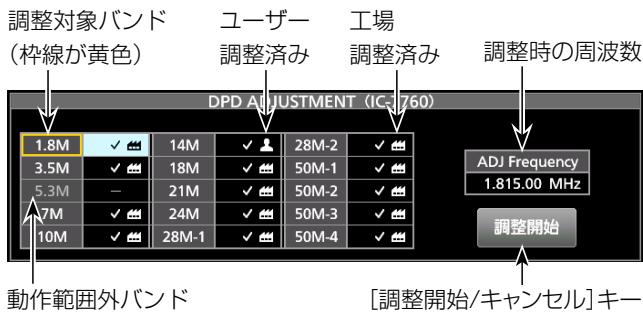 調整対象バンド
(枠線が黄色)
ユーザー
調整済み
工場
調整済み
調整時の周波数
DPD ADJUSTMENT (IC-7760)
1.8M ✓ 14M ✓ 28M-2 ✓
3.5M ✓ 18M ✓ 50M-1 ✓
5.3M – 21M ✓ 50M-2 ✓
7M ✓ 24M ✓ 50M-3 ✓
10M ✓ 28M-1 ✓ 50M-4 ✓
ADJ Frequency
1.815.00 MHz
調整開始
動作範囲外バンド
[調整開始/キャンセル]キー